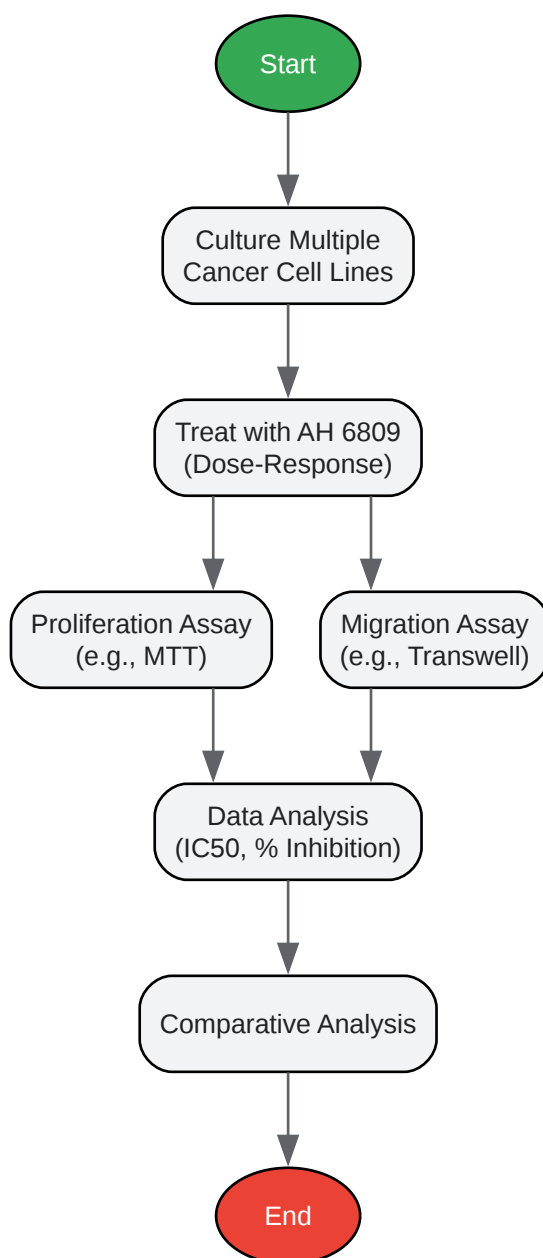 Start
Culture Multiple
Cancer Cell Lines
Treat with AH 6809
(Dose-Response)
Proliferation Assay
(e.g., MTT)
Migration Assay
(e.g., Transwell)
Data Analysis
(IC50, % Inhibition)
Comparative Analysis
End